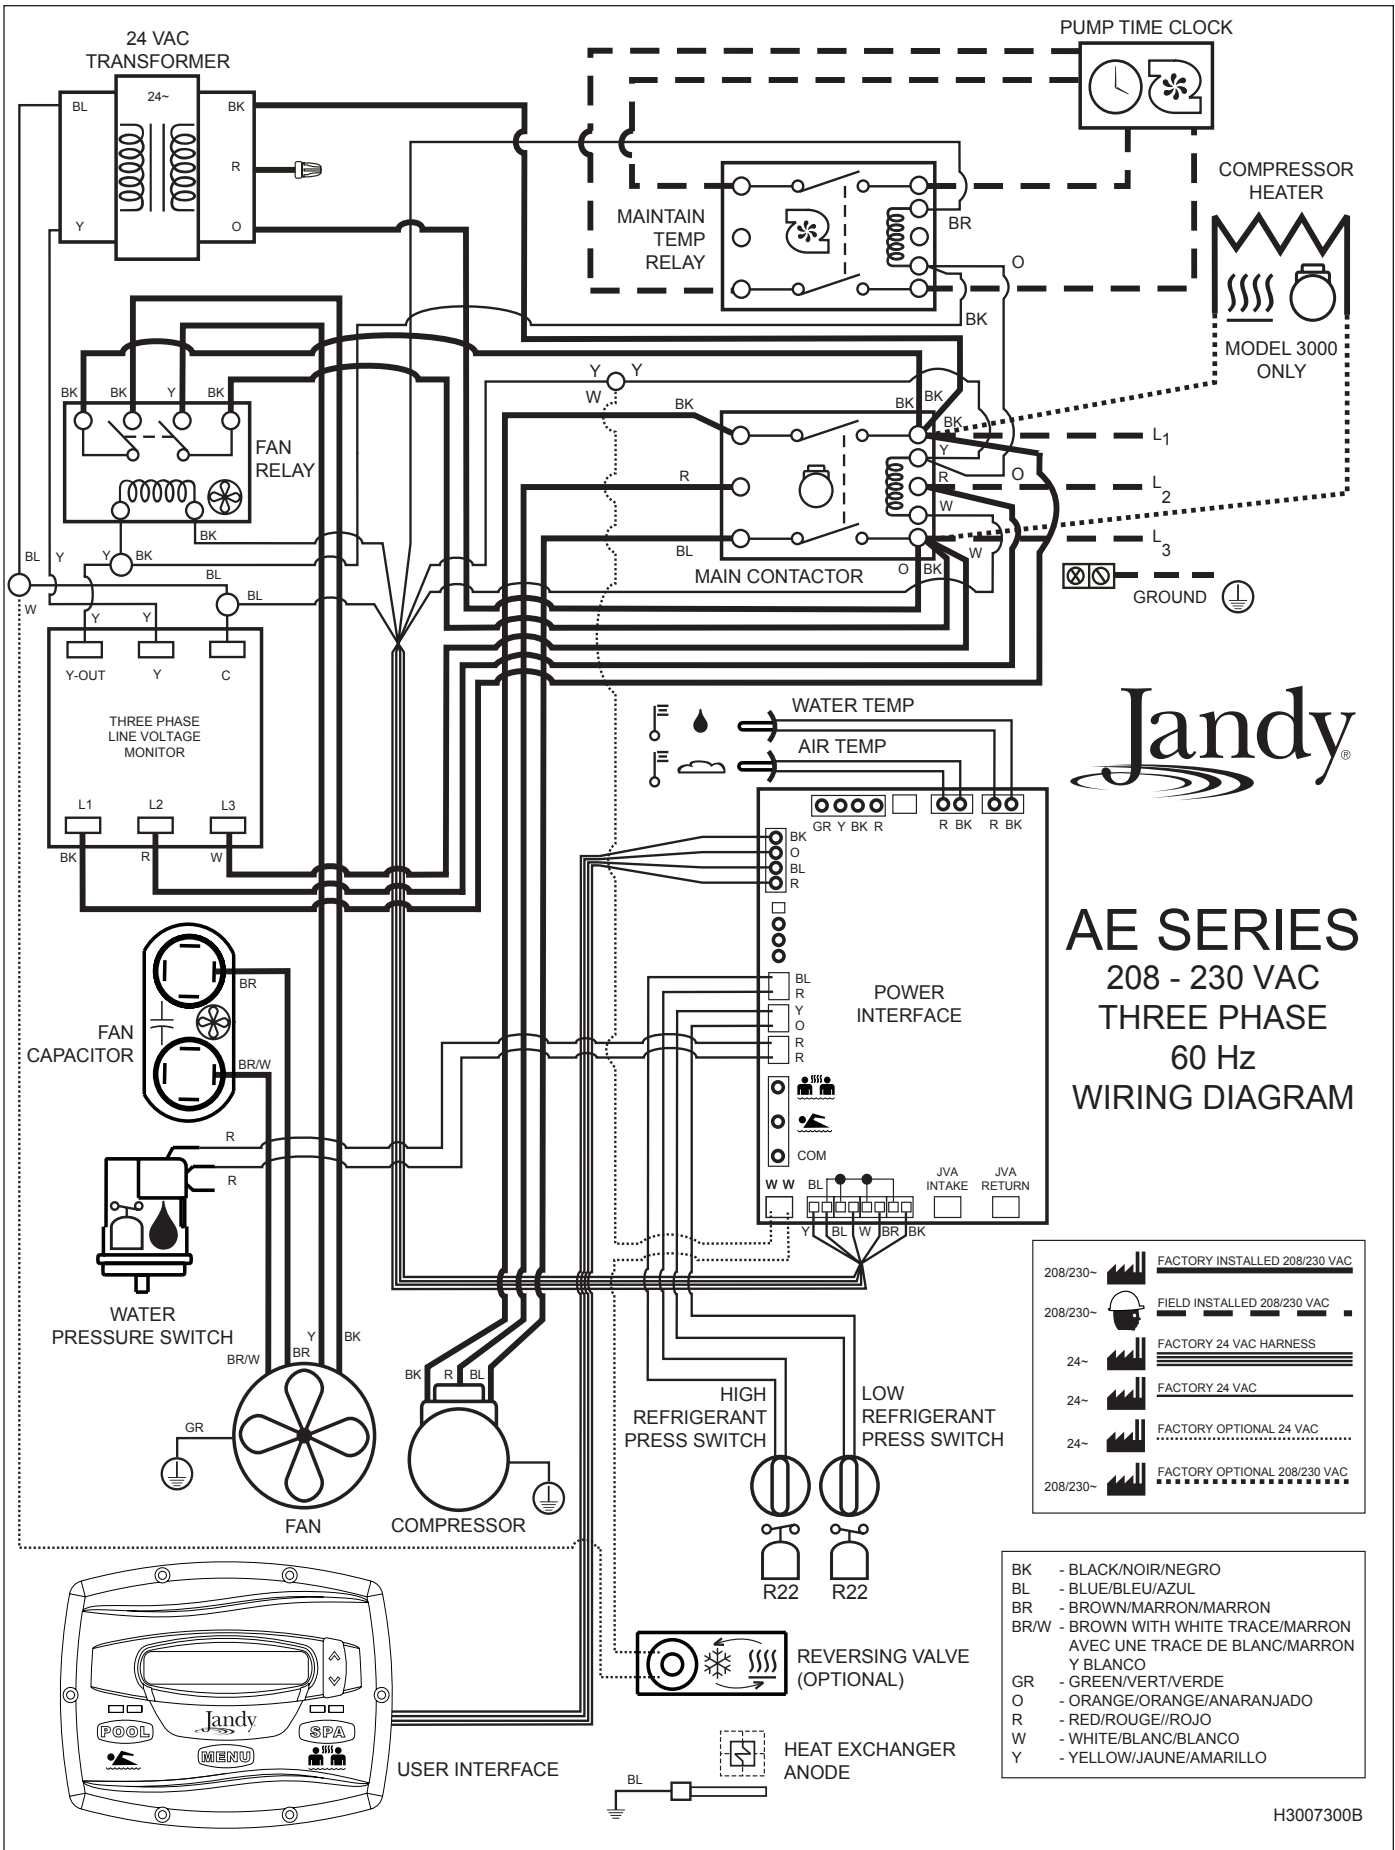 24 VAC
TRANSFORMER
24~
BL
Y
BK
R
O
PUMP TIME CLOCK
COMPRESSOR
HEATER
MODEL 3000
ONLY
MAINTAIN
TEMP
RELAY
BR
O
BK
BK
BK
Y
BK
FAN
RELAY
Y
Y
W
BK
R
BL
BK
BK
BK
Y
R
W
O
W
O
BK
L1
L
2
L
3
MAIN CONTACTOR
GROUND
BL
Y
Y
BK
BK
BL
BL
W
Y
Y
Y-OUT
Y
C
THREE PHASE
LINE VOLTAGE
MONITOR
L1
L2
L3
BK
R
W
WATER TEMP
AIR TEMP
Jandy®
GR Y BK R
R BK
R BK
BK
O
BL
R
BL
R
Y
O
R
R
POWER
INTERFACE
COM
W W
BL
JVA
INTAKE
JVA
RETURN
Y
BL
W
BR
BK
AE SERIES
208 - 230 VAC
THREE PHASE
60 Hz
WIRING DIAGRAM
FAN
CAPACITOR
BR
BR/W
R
R
WATER
PRESSURE SWITCH
BR/W
BR
Y
BK
GR
FAN
BK
R
BL
COMPRESSOR
HIGH
REFRIGERANT
PRESS SWITCH
LOW
REFRIGERANT
PRESS SWITCH
R22
R22
208/230~
FACTORY INSTALLED 208/230 VAC
208/230~
FIELD INSTALLED 208/230 VAC
24~
FACTORY 24 VAC HARNESS
24~
FACTORY 24 VAC
24~
FACTORY OPTIONAL 24 VAC
208/230~
FACTORY OPTIONAL 208/230 VAC
BK - BLACK/NOIR/NEGRO
BL - BLUE/BLEU/AZUL
BR - BROWN/MARRON/MARRON
BR/W - BROWN WITH WHITE TRACE/MARRON
AVEC UNE TRACE DE BLANC/MARRON
Y BLANCO
GR - GREEN/VERT/VERDE
O - ORANGE/ORANGE/ANARANJADO
R - RED/ROUGE//ROJO
W - WHITE/BLANC/BLANCO
Y - YELLOW/JAUNE/AMARILLO
Jandy
POOL
SPA
MENU
USER INTERFACE
REVERSING VALVE
(OPTIONAL)
HEAT EXCHANGER
ANODE
BL
H3007300B